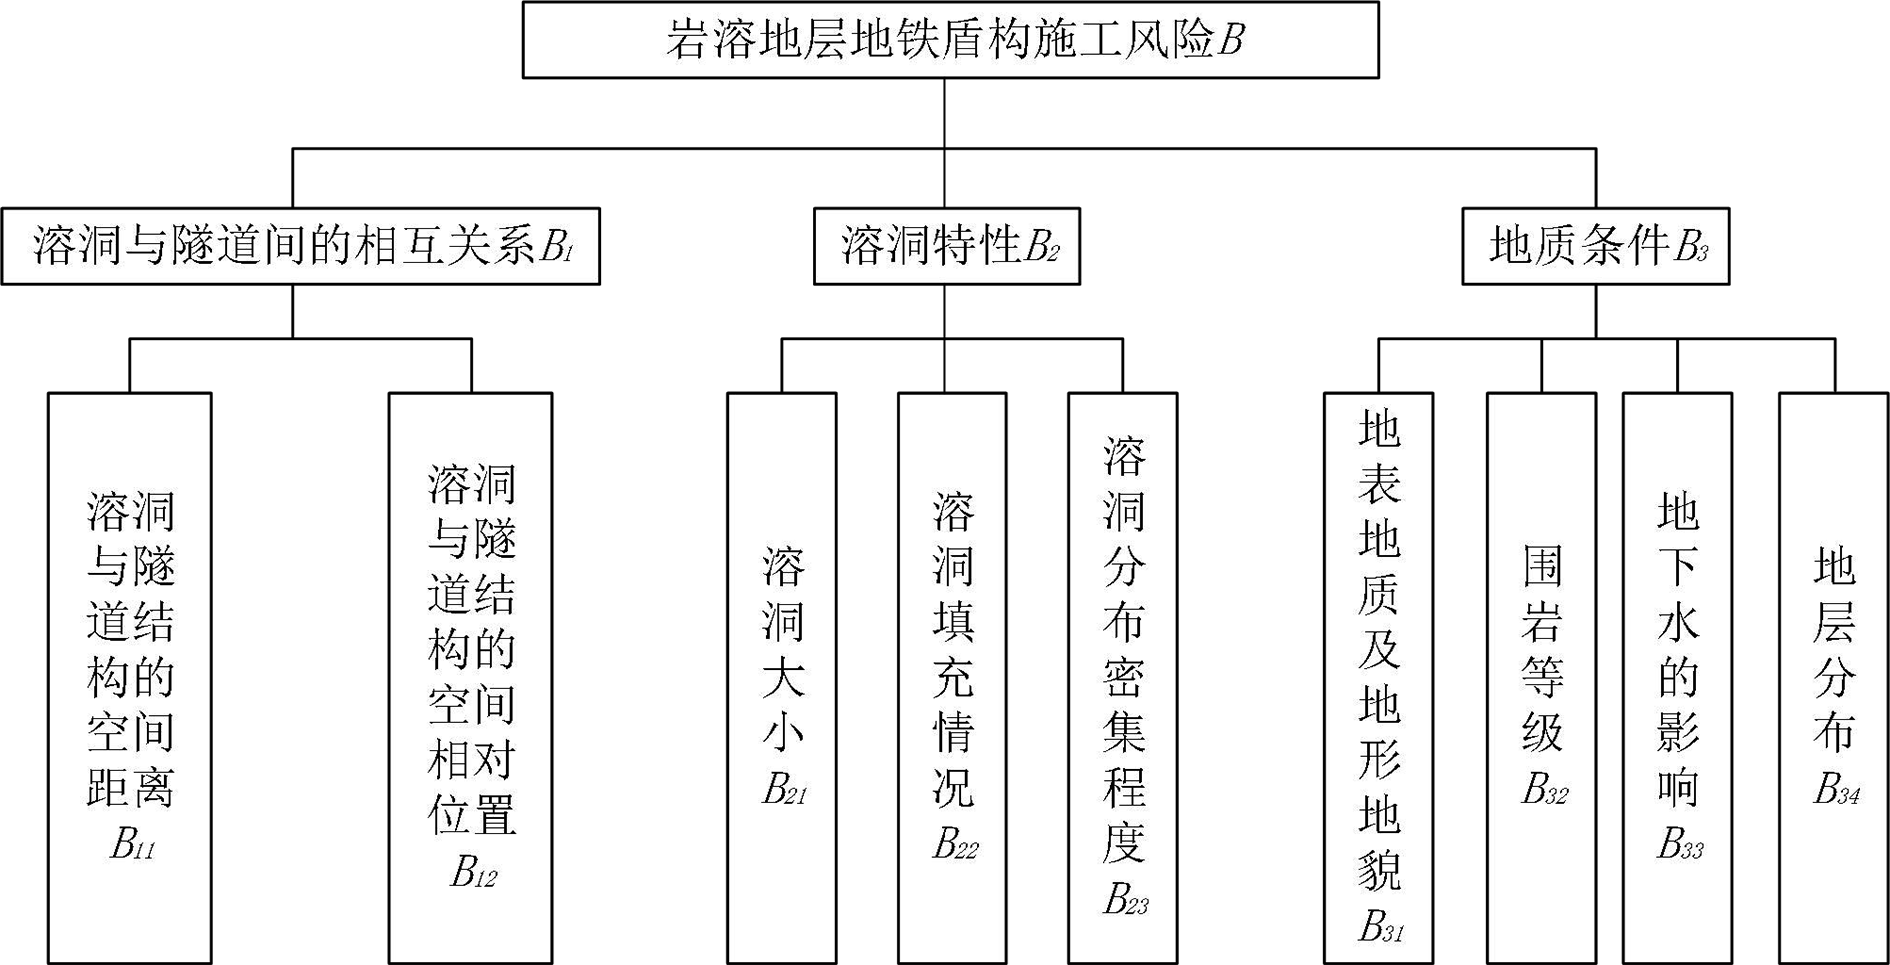 岩溶地层地铁盾构施工风险B
溶洞与隧道间的相互关系B1
溶洞特性B2
地质条件B3
溶洞
与隧
道结
构的
空间
距离
B11
溶洞
与隧
道结
构的
空间
相对
位置
B12
溶洞大小B21
溶洞填充情况B22
溶洞分布密集程度B23
地表地质及地形地貌B31
围岩等级B32
地下水的影响B33
地层分布B34